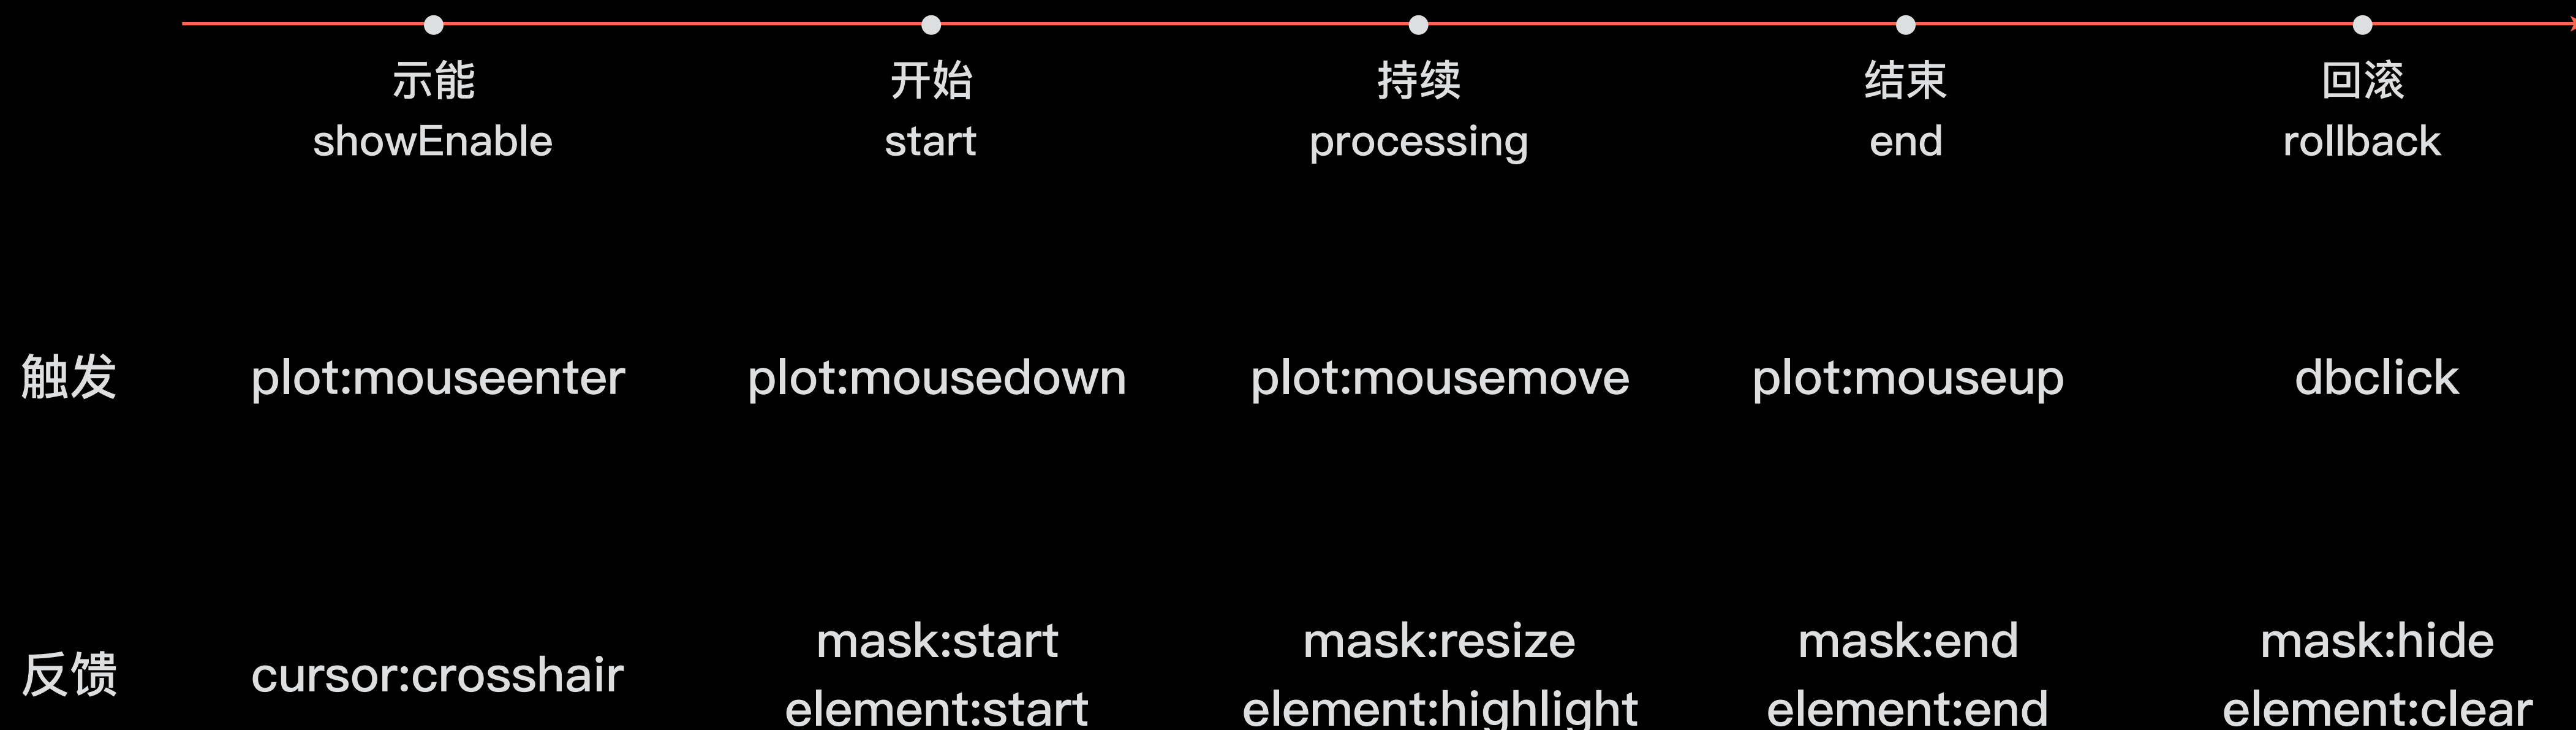 示能 开始 持续 结束 回滚
showEnable start processing end rollback
触发 plot:mouseenter plot:mousedown plot:mousemove plot:mouseup dbclick
mask:start mask:resize mask:end mask:hide
反馈 cursor:crosshair
element:start element:highlight element:end element:clear